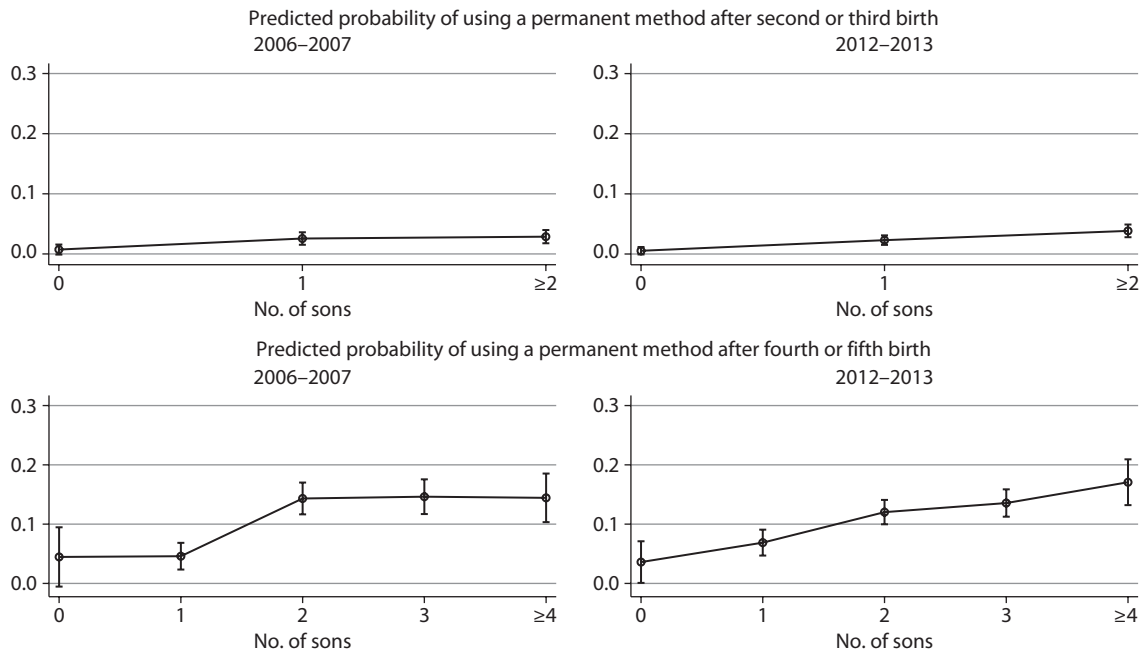 Predicted probability of using a permanent method after second or third birth
2006–2007
2012–2013
0.3
0.2
0.1
0.0
0 1 ≥2
No. of sons
0.3
0.2
0.1
0.0
0 1 ≥2
No. of sons
Predicted probability of using a permanent method after fourth or fifth birth
2006–2007
2012–2013
0.3
0.2
0.1
0.0
0 1 2 3 ≥4
No. of sons
0.3
0.2
0.1
0.0
0 1 2 3 ≥4
No. of sons